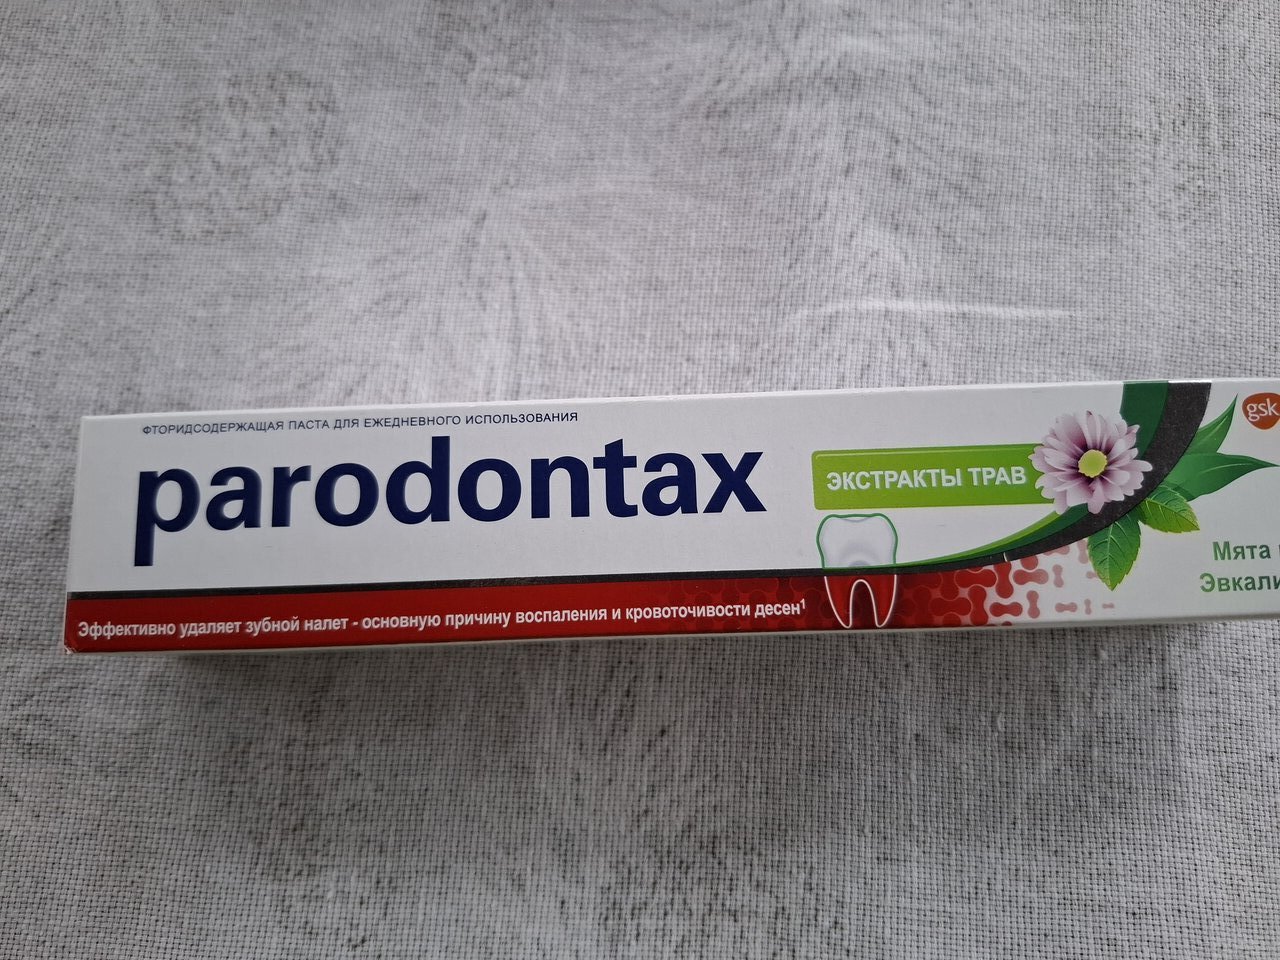 ФТОРИДСОДЕРЖАЩАЯ ПАСТА ДЛЯ ЕЖЕДНЕВНОГО ИСПОЛЬЗОВАНИЯ
parodontax
ЭКСТРАКТЫ ТРАВ
gsk
Мята
Эвкали
Эффективно удаляет зубной налет - основную причину воспаления и кровоточивости десен¹